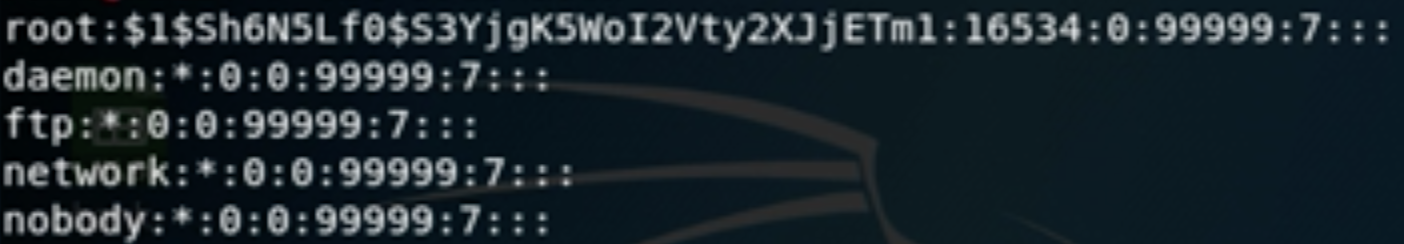 root:$1$Sh6N5Lf0$S3YjgK5WoI2Vty2XJjETm1:16534:0:99999:7:::
daemon:*:0:0:99999:7:::
ftp:*:0:0:99999:7:::
network:*:0:0:99999:7:::
nobody:*:0:0:99999:7:::